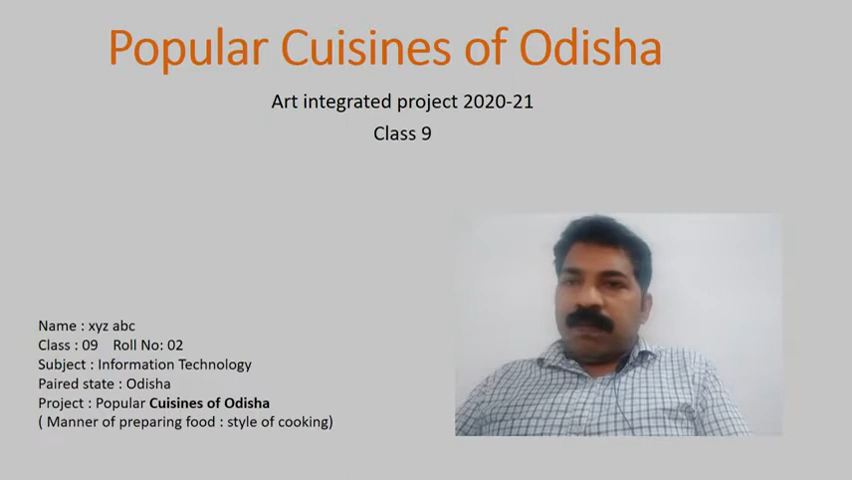 Popular Cuisines of Odisha
Art integrated project 2020-21
Class 9
Name : xyz abc
Class : 09 Roll No: 02
Subject : Information Technology
Paired state : Odisha
Project : Popular Cuisines of Odisha
( Manner of preparing food : style of cooking)